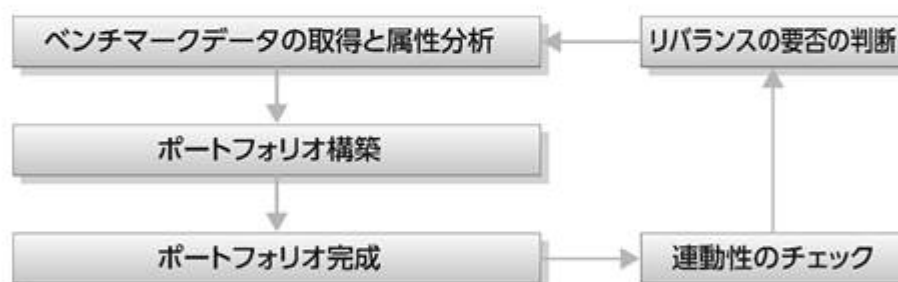 ベンチマークデータの取得と属性分析
リバランスの要否の判断
ポートフォリオ構築
ポートフォリオ完成
連動性のチェック